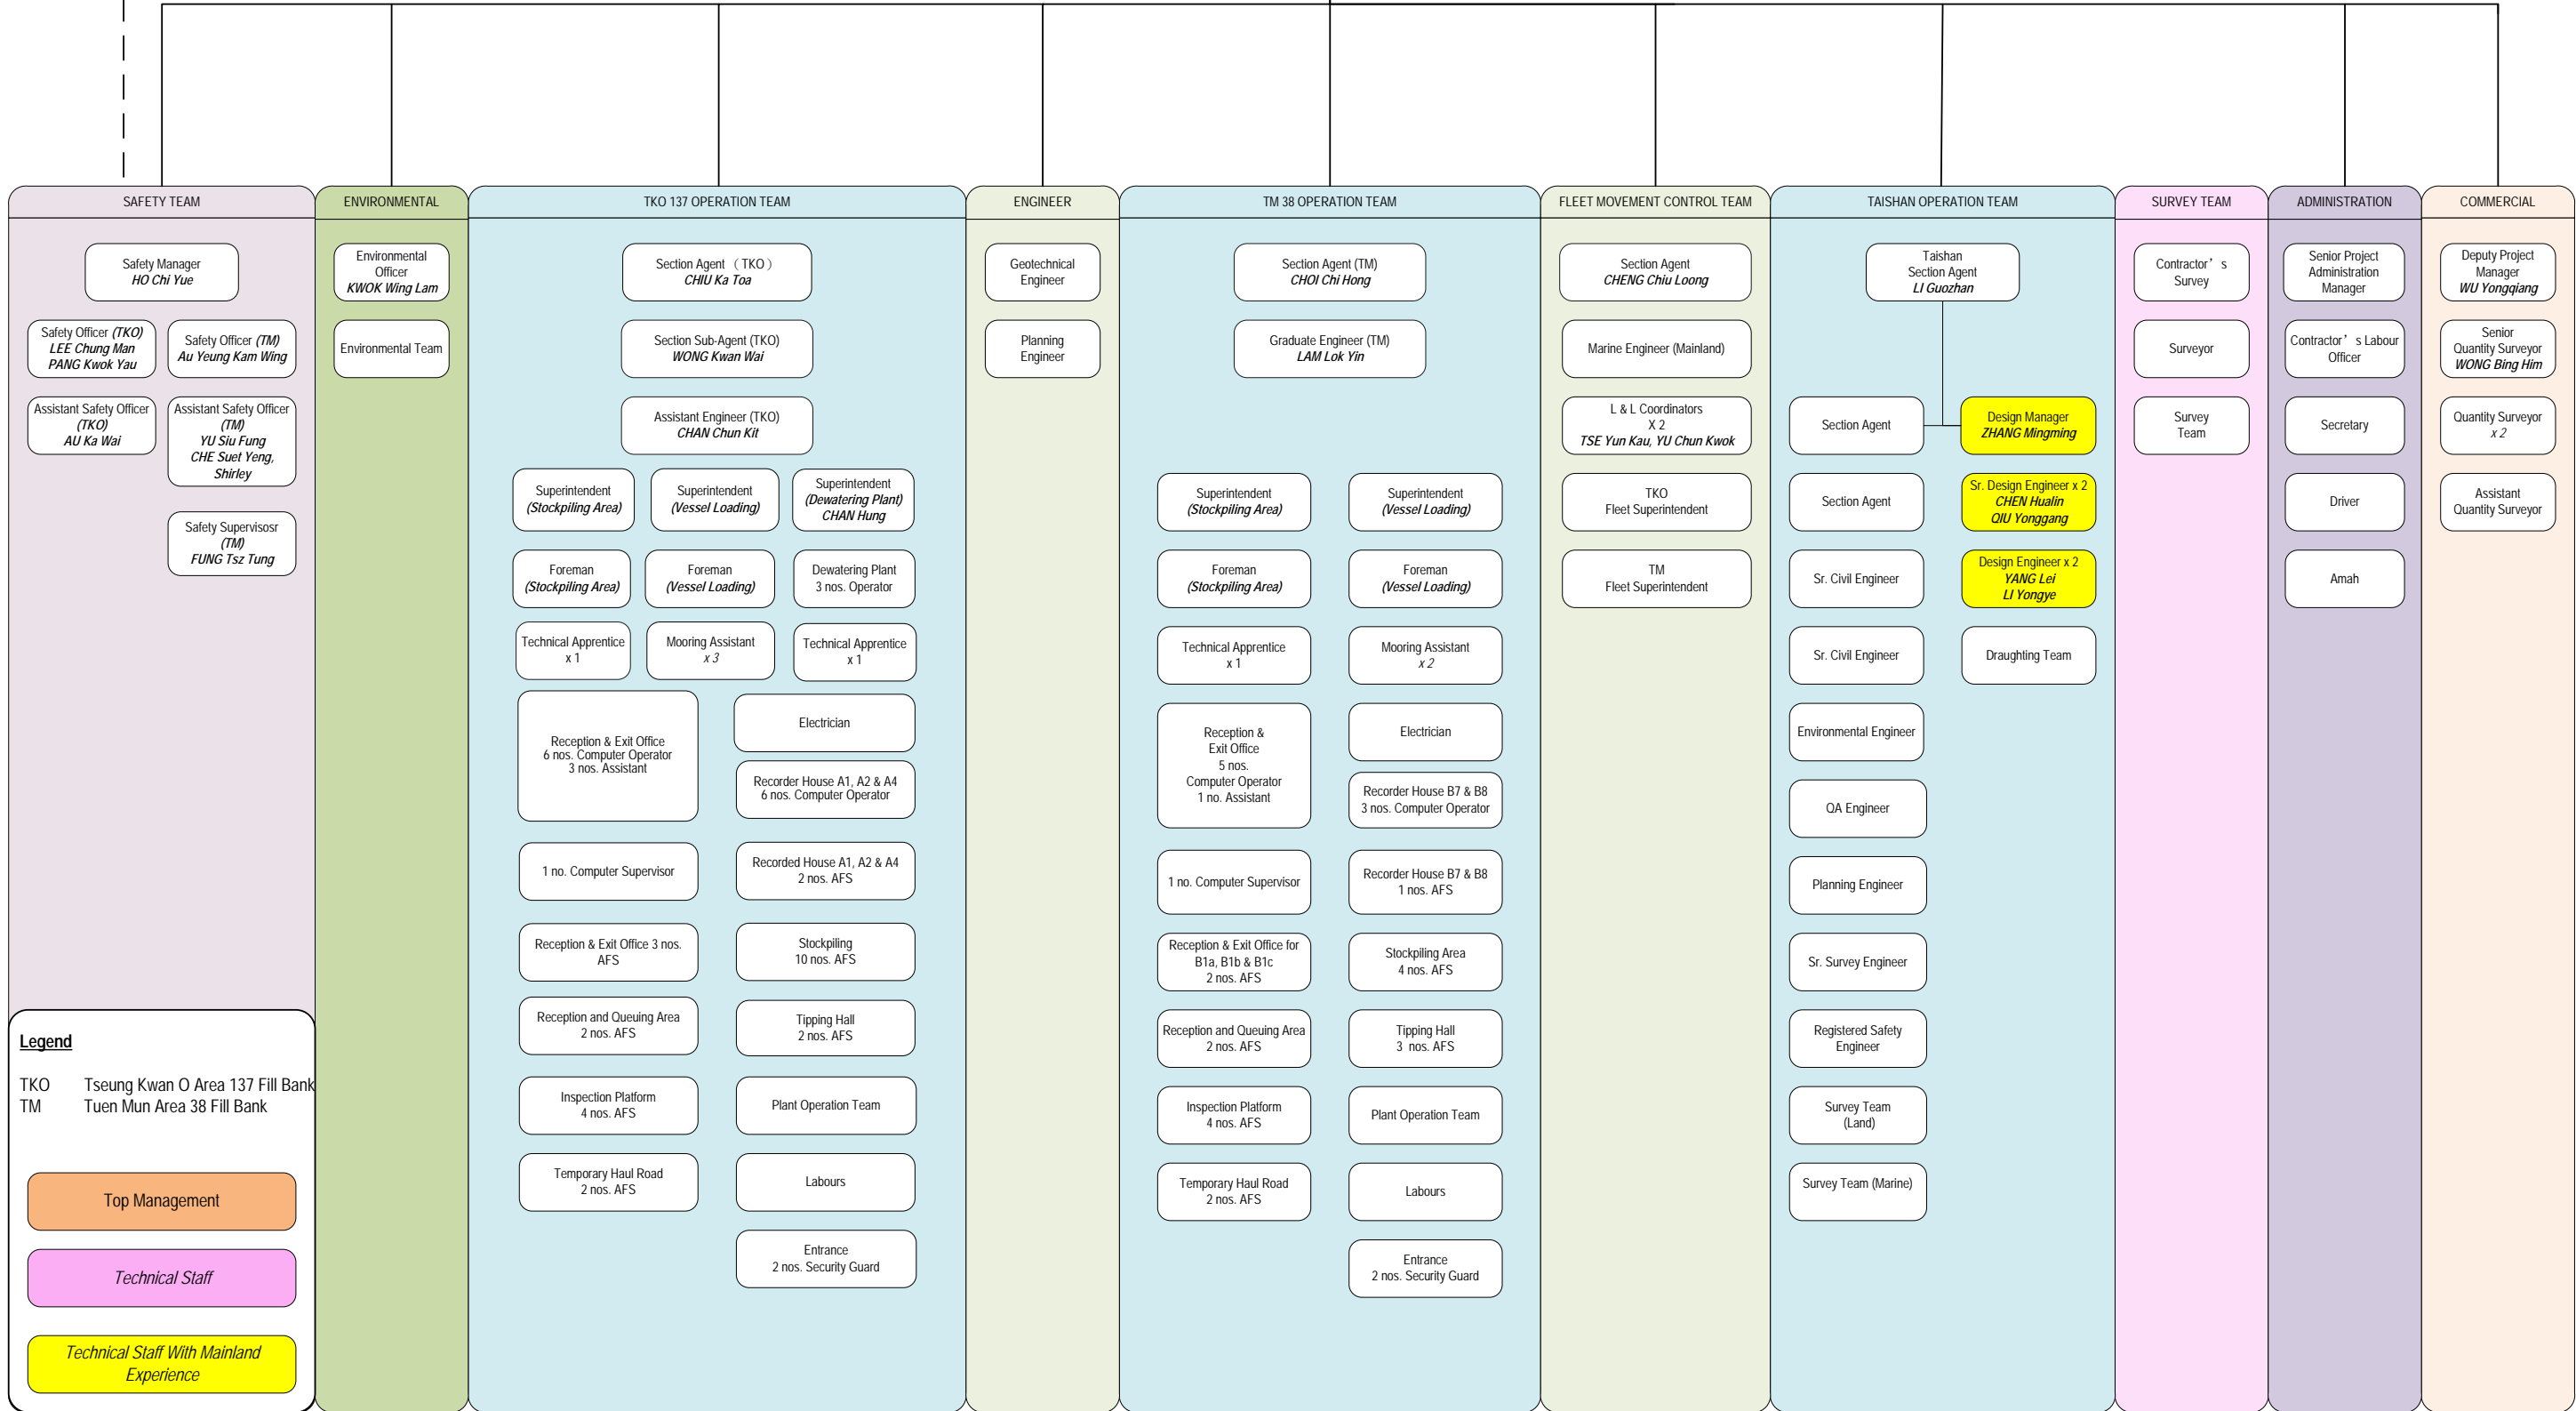 SAFETY TEAM
Safety Manager
HO Chi Yue
Safety Officer (TKO)
LEE Chung Man
PANG Kwok Yau
Safety Officer (TM)
Au Yeung Kam Wing
Assistant Safety Officer
(TKO)
AU Ka Wai
Assistant Safety Officer
(TM)
YU Siu Fung
CHE Suet Yeng,
Shirley
Safety Supervisosr
(TM)
FUNG Tsz Tung
Legend
TKO Tseung Kwan O Area 137 Fill Bank
TM Tuen Mun Area 38 Fill Bank
Top Management
Technical Staff
Technical Staff With Mainland
Experience
ENVIRONMENTAL
Environmental
Officer
KWOK Wing Lam
Environmental Team
TKO 137 OPERATION TEAM
Section Agent （TKO）
CHIU Ka Toa
Section Sub-Agent (TKO)
WONG Kwan Wai
Assistant Engineer (TKO)
CHAN Chun Kit
Superintendent
(Stockpiling Area)
Superintendent
(Vessel Loading)
Superintendent
(Dewatering Plant)
CHAN Hung
Foreman
(Stockpiling Area)
Foreman
(Vessel Loading)
Dewatering Plant
3 nos. Operator
Technical Apprentice
x 1
Mooring Assistant
x 3
Technical Apprentice
x 1
Reception & Exit Office
6 nos. Computer Operator
3 nos. Assistant
Electrician
Recorder House A1, A2 & A4
6 nos. Computer Operator
1 no. Computer Supervisor
Recorded House A1, A2 & A4
2 nos. AFS
Reception & Exit Office 3 nos.
AFS
Stockpiling
10 nos. AFS
Reception and Queuing Area
2 nos. AFS
Tipping Hall
2 nos. AFS
Inspection Platform
4 nos. AFS
Plant Operation Team
Temporary Haul Road
2 nos. AFS
Labours
Entrance
2 nos. Security Guard
ENGINEER
Geotechnical
Engineer
Planning
Engineer
TM 38 OPERATION TEAM
Section Agent (TM)
CHOI Chi Hong
Graduate Engineer (TM)
LAM Lok Yin
Superintendent
(Stockpiling Area)
Superintendent
(Vessel Loading)
Foreman
(Stockpiling Area)
Foreman
(Vessel Loading)
Technical Apprentice
x 1
Mooring Assistant
x 2
Reception &
Exit Office
5 nos.
Computer Operator
1 no. Assistant
Electrician
Recorder House B7 & B8
3 nos. Computer Operator
1 no. Computer Supervisor
Recorder House B7 & B8
1 nos. AFS
Reception & Exit Office for
B1a, B1b & B1c
2 nos. AFS
Stockpiling Area
4 nos. AFS
Reception and Queuing Area
2 nos. AFS
Tipping Hall
3 nos. AFS
Inspection Platform
4 nos. AFS
Plant Operation Team
Temporary Haul Road
2 nos. AFS
Labours
Entrance
2 nos. Security Guard
FLEET MOVEMENT CONTROL TEAM
Section Agent
CHENG Chiu Loong
Marine Engineer (Mainland)
L & L Coordinators
X 2
TSE Yun Kau, YU Chun Kwok
TKO
Fleet Superintendent
TM
Fleet Superintendent
TAISHAN OPERATION TEAM
Taishan
Section Agent
LI Guozhan
Section Agent
Design Manager
ZHANG Mingming
Section Agent
Sr. Design Engineer x 2
CHEN Hualin
QIU Yonggang
Sr. Civil Engineer
Design Engineer x 2
YANG Lei
LI Yongye
Sr. Civil Engineer
Draughting Team
Environmental Engineer
QA Engineer
Planning Engineer
Sr. Survey Engineer
Registered Safety
Engineer
Survey Team
(Land)
Survey Team (Marine)
SURVEY TEAM
Contractor’s
Survey
Surveyor
Survey
Team
ADMINISTRATION
Senior Project
Administration
Manager
Contractor’s Labour
Officer
Secretary
Driver
Amah
COMMERCIAL
Deputy Project
Manager
WU Yongqiang
Senior
Quantity Surveyor
WONG Bing Him
Quantity Surveyor
x 2
Assistant
Quantity Surveyor